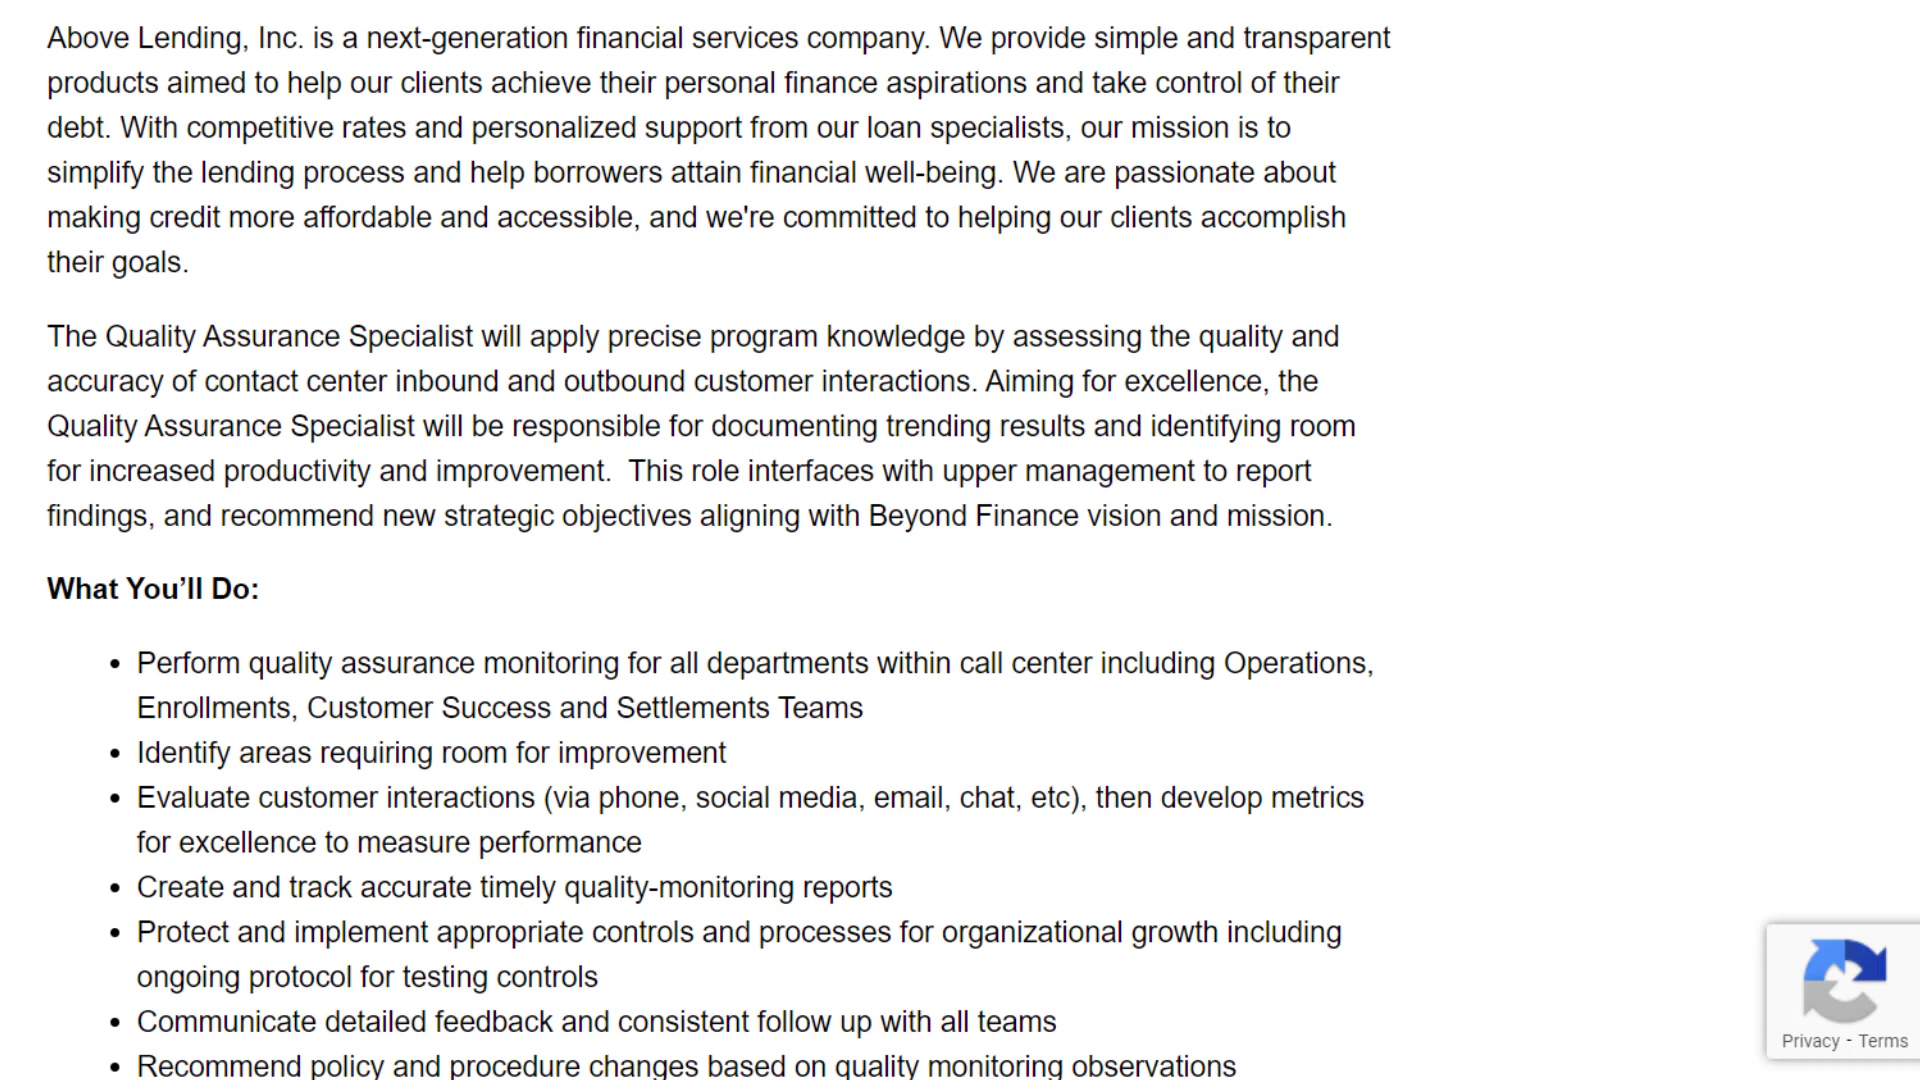 Above Lending, Inc. is a next-generation financial services company. We provide simple and transparent
products aimed to help our clients achieve their personal finance aspirations and take control of their
debt. With competitive rates and personalized support from our loan specialists, our mission is to
simplify the lending process and help borrowers attain financial well-being. We are passionate about
making credit more affordable and accessible, and we're committed to helping our clients accomplish
their goals.
The Quality Assurance Specialist will apply precise program knowledge by assessing the quality and
accuracy of contact center inbound and outbound customer interactions. Aiming for excellence, the
Quality Assurance Specialist will be responsible for documenting trending results and identifying room
for increased productivity and improvement.  This role interfaces with upper management to report
findings, and recommend new strategic objectives aligning with Beyond Finance vision and mission.
What You’ll Do:
• Perform quality assurance monitoring for all departments within call center including Operations,
Enrollments, Customer Success and Settlements Teams
• Identify areas requiring room for improvement
• Evaluate customer interactions (via phone, social media, email, chat, etc), then develop metrics
for excellence to measure performance
• Create and track accurate timely quality-monitoring reports
• Protect and implement appropriate controls and processes for organizational growth including
ongoing protocol for testing controls
• Communicate detailed feedback and consistent follow up with all teams
• Recommend policy and procedure changes based on quality monitoring observations
Privacy - Terms